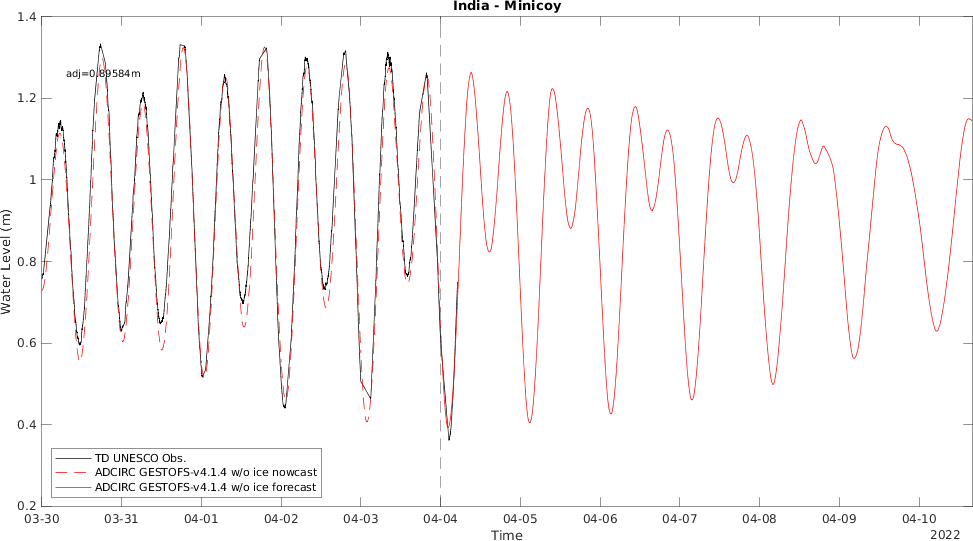 India - Minicoy
1.4
1.2
1
0.8
0.6
0.4
0.2
Water Level (m)
adj=0.89584m
TD UNESCO Obs.
ADCIRC GESTOFS-v4.1.4 w/o ice nowcast
ADCIRC GESTOFS-v4.1.4 w/o ice forecast
03-30 03-31 04-01 04-02 04-03 04-04 04-05 04-06 04-07 04-08 04-09 04-10
Time
2022